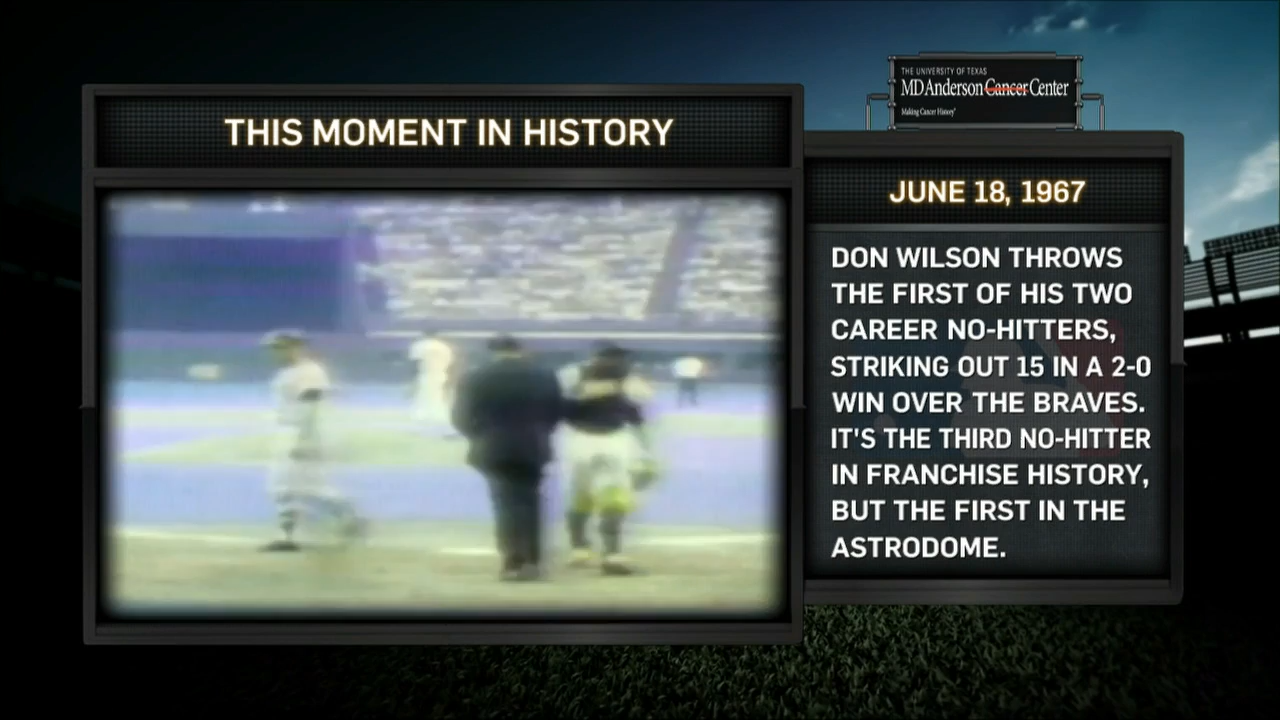 THIS MOMENT IN HISTORY
THE UNIVERSITY OF TEXAS
MD Anderson Cancer Center
Making Cancer History®
JUNE 18, 1967
DON WILSON THROWS
THE FIRST OF HIS TWO
CAREER NO-HITTERS,
STRIKING OUT 15 IN A 2-0
WIN OVER THE BRAVES.
IT'S THE THIRD NO-HITTER
IN FRANCHISE HISTORY,
BUT THE FIRST IN THE
ASTRODOME.